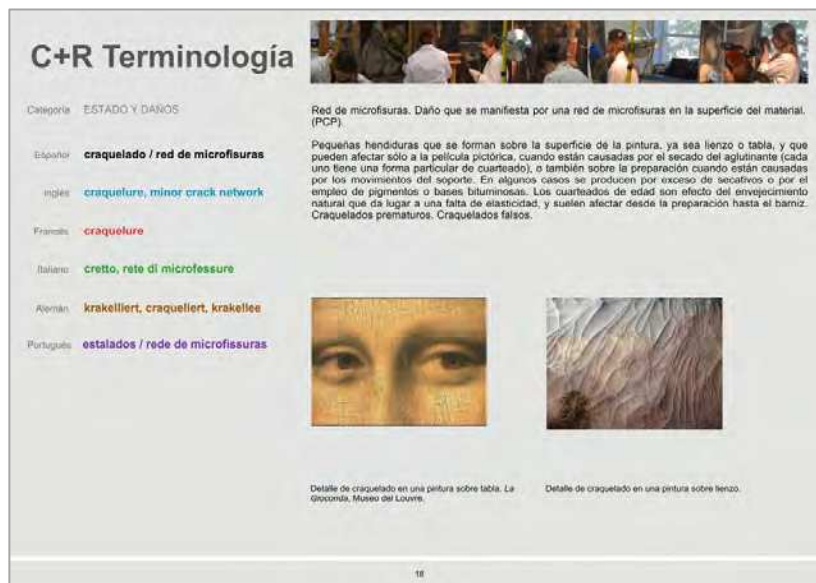 C+R Terminología
Categoría ESTADO Y DAÑOS
Español craquelado / red de microfisuras
Inglés craquelure, minor crack network
Francés craquelure
Italiano cretto, rete di microfessure
Alemán krakelliert, craqueliert, krakellee
Portugués estalados / rede de microfissuras
Red de microfisuras. Daño que se manifiesta por una red de microfisuras en la superficie del material.
(PCP).
Pequeñas hendiduras que se forman sobre la superficie de la pintura, ya sea lienzo o tabla, y que
pueden afectar sólo a la película pictórica, cuando están causadas por el secado del aglutinante (cada
uno tiene una forma particular de cuarteado), o también sobre la preparación cuando están causadas
por los movimientos del soporte. En algunos casos se producen por exceso de secativos o por el
empleo de pigmentos o bases bituminosas. Los cuarteados de edad son efecto del envejecimiento
natural que da lugar a una falta de elasticidad, y suelen afectar desde la preparación hasta el barniz.
Craquelados prematuros. Craquelados falsos.
Detalle de craquelado en una pintura sobre tabla. La
Gioconda, Museo del Louvre.
Detalle de craquelado en una pintura sobre lienzo.
18